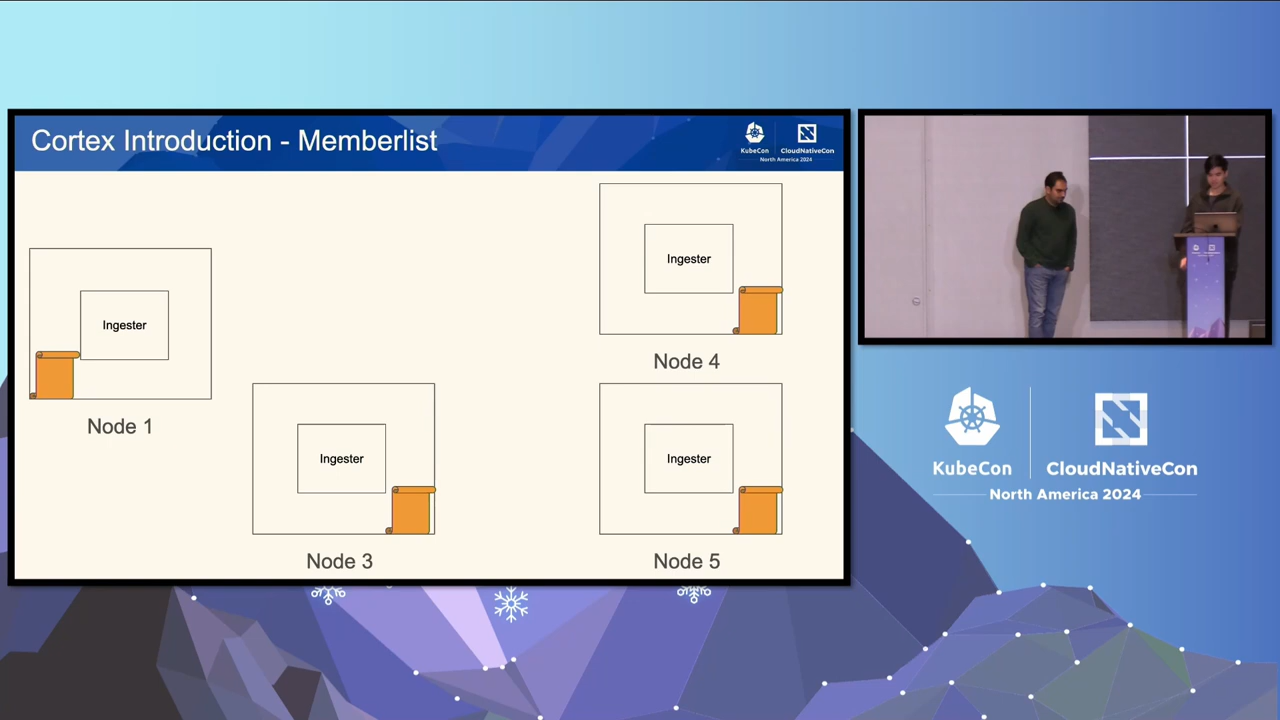 Cortex Introduction - Memberlist
KubeCon
CloudNativeCon
North America 2024
Ingester
Node 1
Ingester
Node 3
Ingester
Node 4
Ingester
Node 5
KubeCon
CloudNativeCon
North America 2024